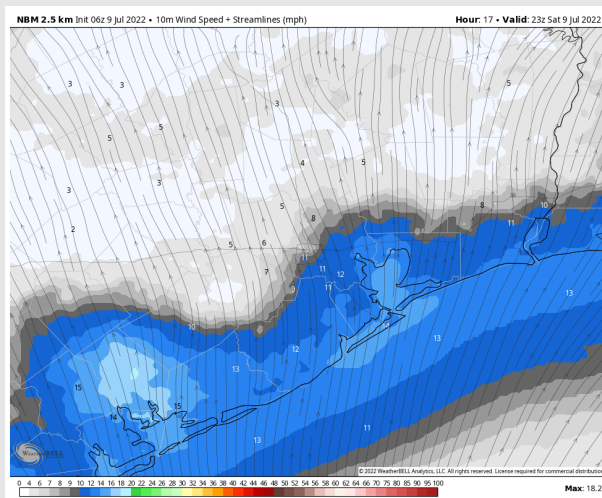 NBM 2.5 km Init 06z 9 Jul 2022 • 10m Wind Speed + Streamlines (mph)
Hour: 17 • Valid: 23z Sat 9 Jul 2022
3 3 5
3
5 5
4 5
3 3
5 8 10
8 11
2
5 6
11
7 11 12
11 13
10 14
12 13
13
15
15
14
11
13
WeatherBELL
© 2022 WeatherBELL Analytics, LLC. All rights reserved. License required for commercial distribution
0 4 6 7 8 9 10 12 14 16 18 20 22 24 26 28 30 32 34 36 38 40 42 44 46 48 50 52 54 56 58 60 62 64 66 70 75 80 85 90 95 100
Max: 18.2